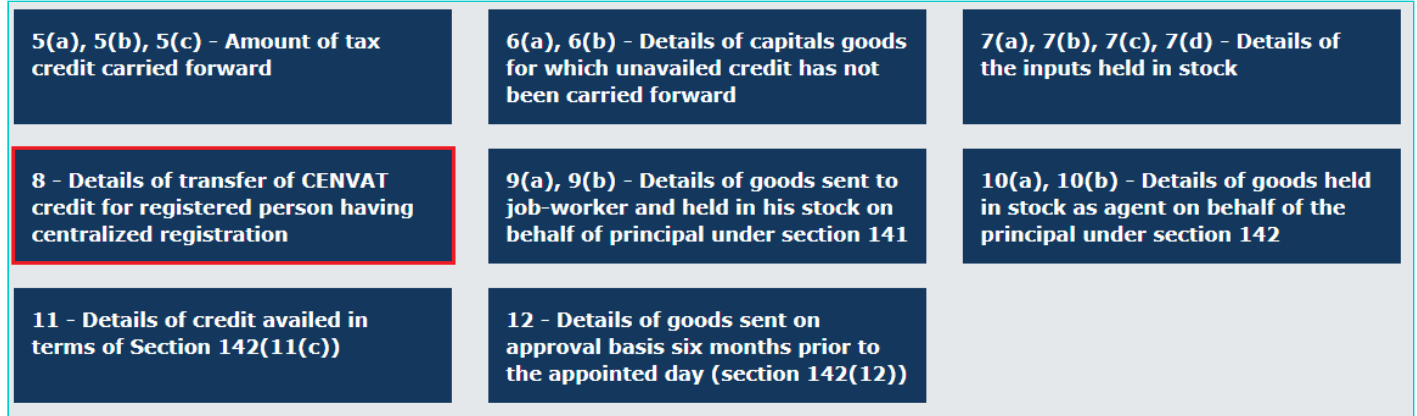 5(a), 5(b), 5(c) - Amount of tax
credit carried forward
6(a), 6(b) - Details of capitals goods
for which unavailed credit has not
been carried forward
7(a), 7(b), 7(c), 7(d) - Details of
the inputs held in stock
8 - Details of transfer of CENVAT
credit for registered person having
centralized registration
9(a), 9(b) - Details of goods sent to
job-worker and held in his stock on
behalf of principal under section 141
10(a), 10(b) - Details of goods held
in stock as agent on behalf of the
principal under section 142
11 - Details of credit availed in
terms of Section 142(11(c))
12 - Details of goods sent on
approval basis six months prior to
the appointed day (section 142(12))